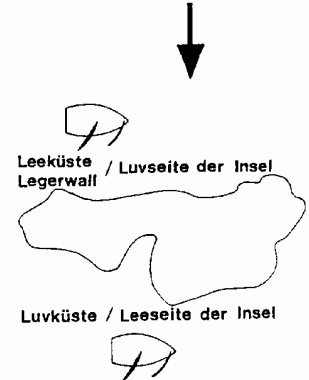 Leeküste / Luvseite der Insel
Legerwall
Luvküste / Leeseite der Insel